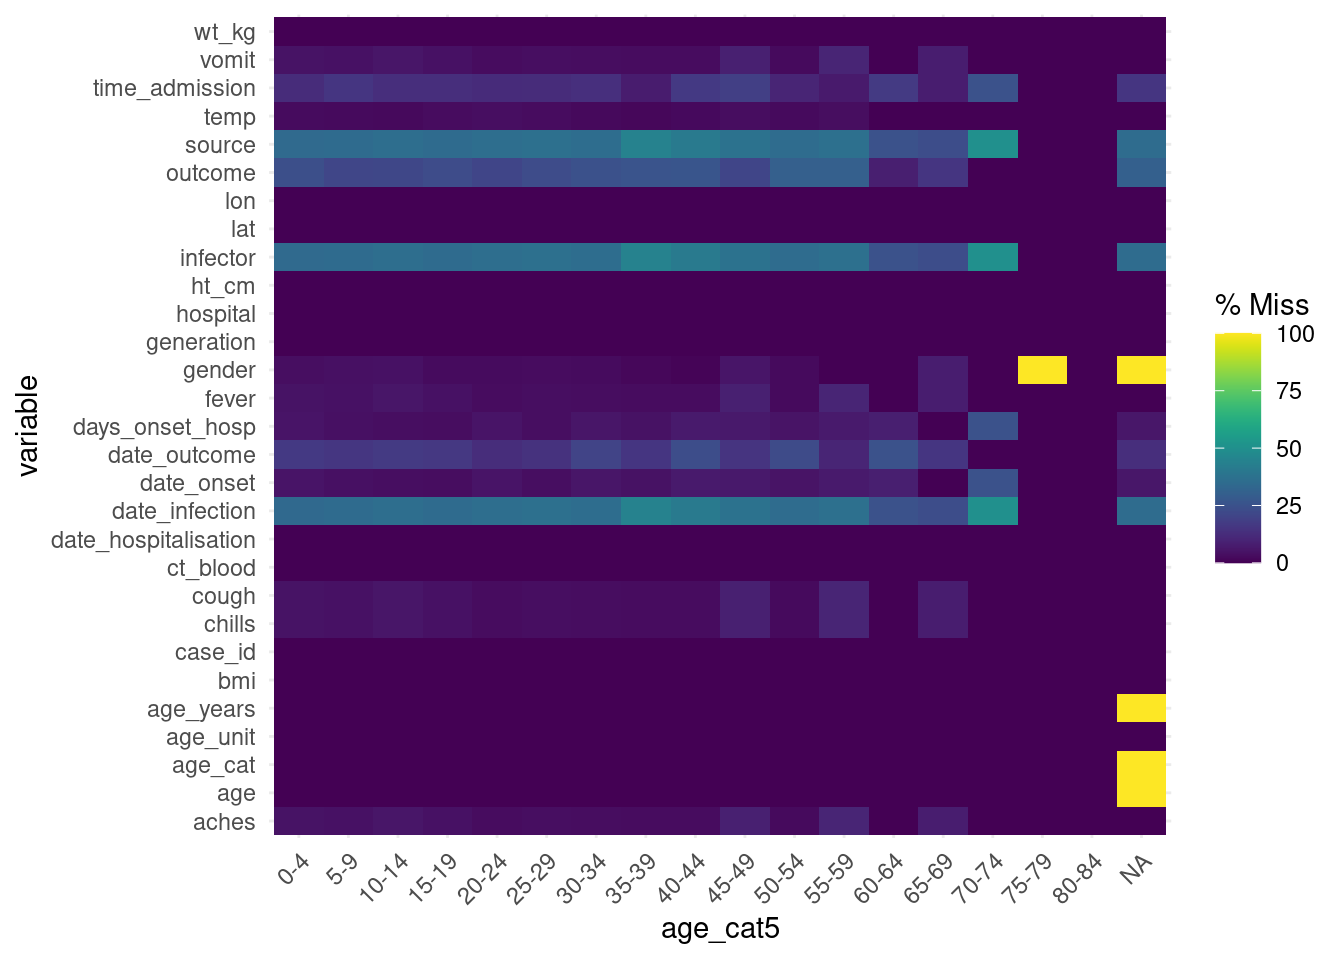 wt_kg
vomit
time_admission
temp
source
outcome
lon
lat
infector
ht_cm
hospital
generation
gender
fever
days_onset_hosp
date_outcome
date_onset
date_infection
date_hospitalisation
ct_blood
cough
chills
case_id
bmi
age_years
age_unit
age_cat
age
aches
variable
0-4
5-9
10-14
15-19
20-24
25-29
30-34
35-39
40-44
45-49
50-54
55-59
60-64
65-69
70-74
75-79
80-84
NA
age_cat5
% Miss
100
75
50
25
0